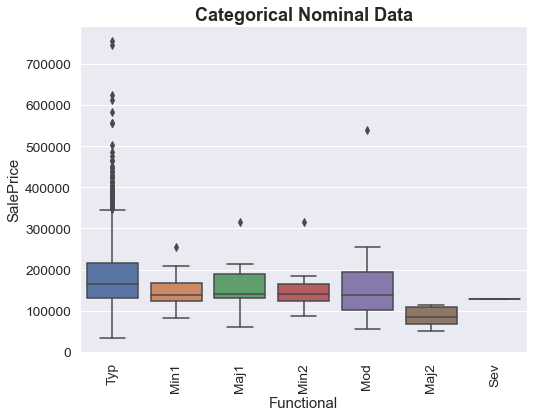 Categorical Nominal Data
SalePrice
700000
600000
500000
400000
300000
200000
100000
0
Typ
Min1
Maj1
Min2
Mod
Maj2
Sev
Functional